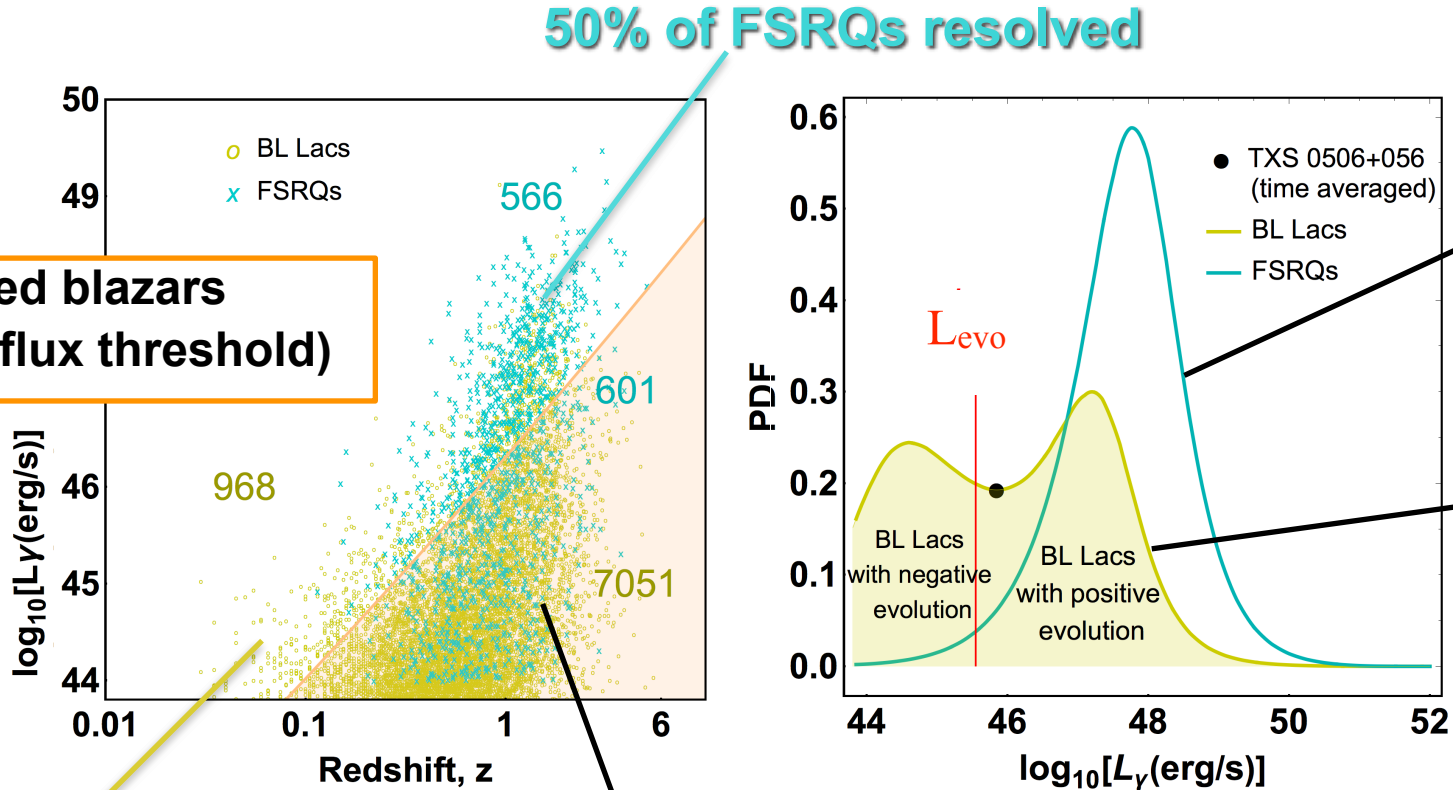 50% of FSRQs resolved
50
49
46
45
44
0.01
0.1
1
6
log10[Lγ(erg/s)]
Redshift, z
o BL Lacs
x FSRQs
566
ed blazars
flux threshold)
601
968
7051
0.6
0.5
0.4
0.3
0.2
0.1
0.0
44
46
48
50
52
PDF
log10[Lγ(erg/s)]
TXS 0506+056
(time averaged)
BL Lacs
FSRQs
Levo
BL Lacs
with negative
evolution
BL Lacs
with positive
evolution